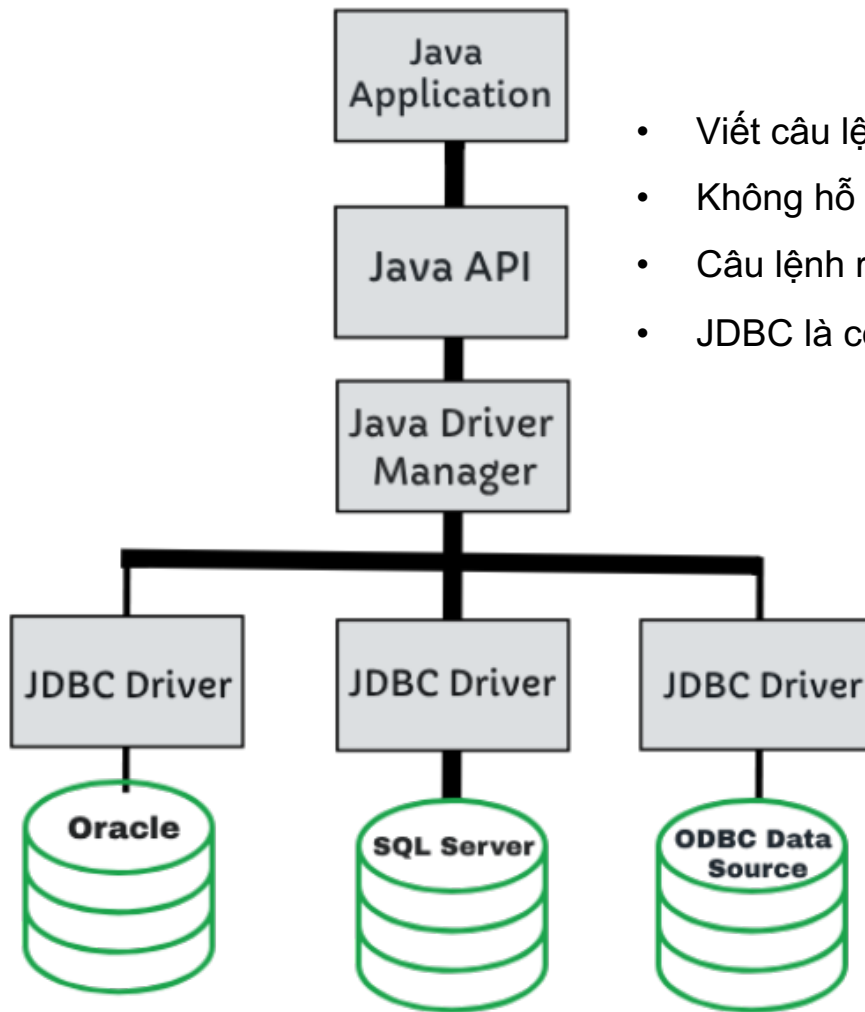 Java
Application
• Viết câu
• Không hỗ
• Câu lệnh
• JDBC là
Java API
Java Driver
Manager
JDBC Driver
JDBC Driver
JDBC Driver
Oracle
SQL Server
ODBC Data
Source